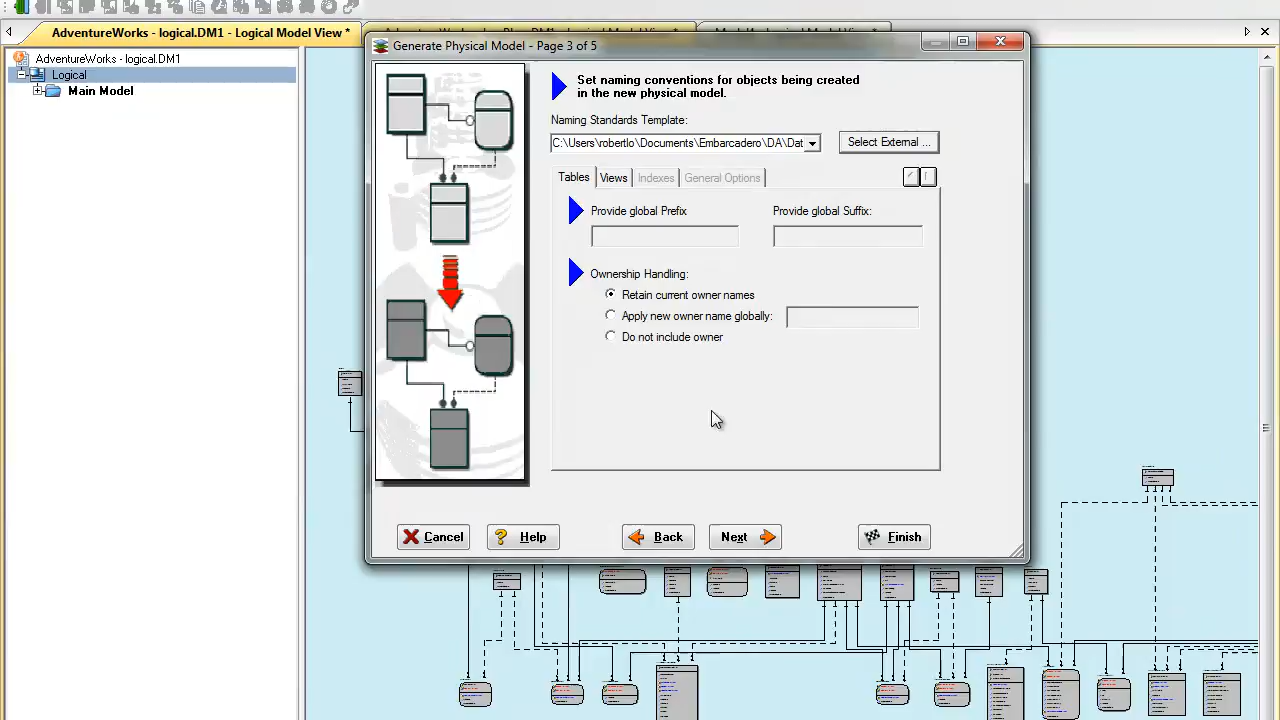 AdventureWorks - logical.DM1 - Logical Model View *
AdventureWorks - logical.DM1
Logical
Main Model
Generate Physical Model - Page 3 of 5
Set naming conventions for objects being created
in the new physical model.
Naming Standards Template:
C:\Users\robertlo\Documents\Embarcadero\DA\Dat
Select External ...
Tables
Views
Indexes
General Options
Provide global Prefix
Provide global Suffix:
Ownership Handling:
Retain current owner names
Apply new owner name globally:
Do not include owner
Cancel
Help
Back
Next
Finish